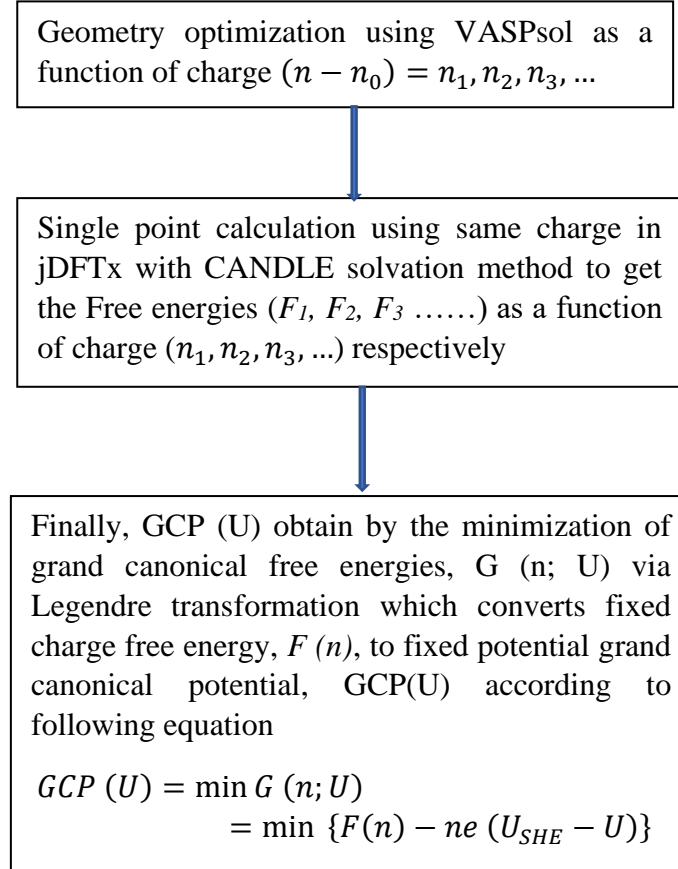 Geometry optimization using VASPsol as a
function of charge (n − n₀) = n₁, n₂, n₃, …
Single point calculation using same charge in
jDFTx with CANDLE solvation method to get
the Free energies (F₁, F₂, F₃ ……) as a function
of charge (n₁, n₂, n₃, …) respectively
Finally, GCP (U) obtain by the minimization of
grand canonical free energies, G (n; U) via
Legendre transformation which converts fixed
charge free energy, F (n), to fixed potential grand
canonical potential, GCP(U) according to
following equation
GCP (U) = min G (n; U)
= min {F(n) − ne (U_SHE − U)}